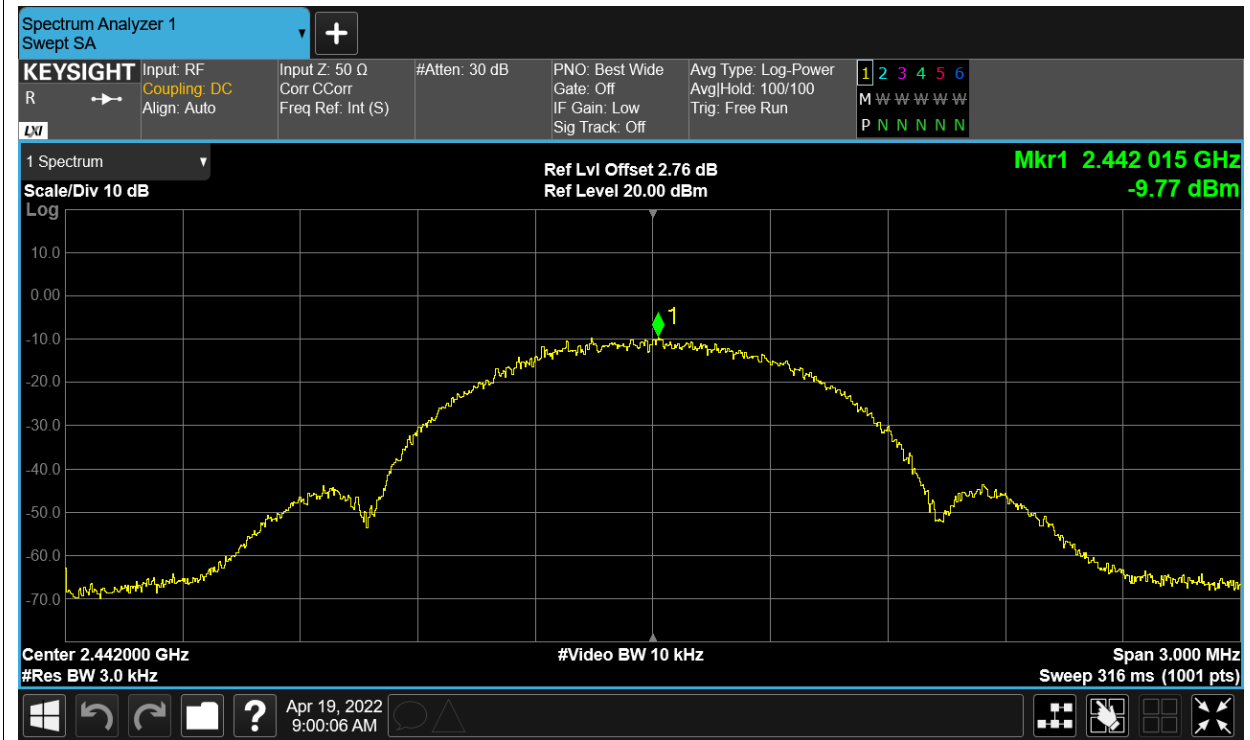 Spectrum Analyzer 1
Swept SA
KEYSIGHT
R
LXI
Input: RF
Coupling: DC
Align: Auto
Input Z: 50 Ω
Corr CCorr
Freq Ref: Int (S)
#Atten: 30 dB
PNO: Best Wide
Gate: Off
IF Gain: Low
Sig Track: Off
Avg Type: Log-Power
Avg|Hold: 100/100
Trig: Free Run
1 2 3 4 5 6
M W W W W W
P N N N N N
1 Spectrum
Scale/Div 10 dB
Log
Ref Lvl Offset 2.76 dB
Ref Level 20.00 dBm
Mkr1 2.442 015 GHz
-9.77 dBm
1
10.0
0.00
-10.0
-20.0
-30.0
-40.0
-50.0
-60.0
-70.0
Center 2.442000 GHz
#Res BW 3.0 kHz
#Video BW 10 kHz
Span 3.000 MHz
Sweep 316 ms (1001 pts)
?
Apr 19, 2022
9:00:06 AM